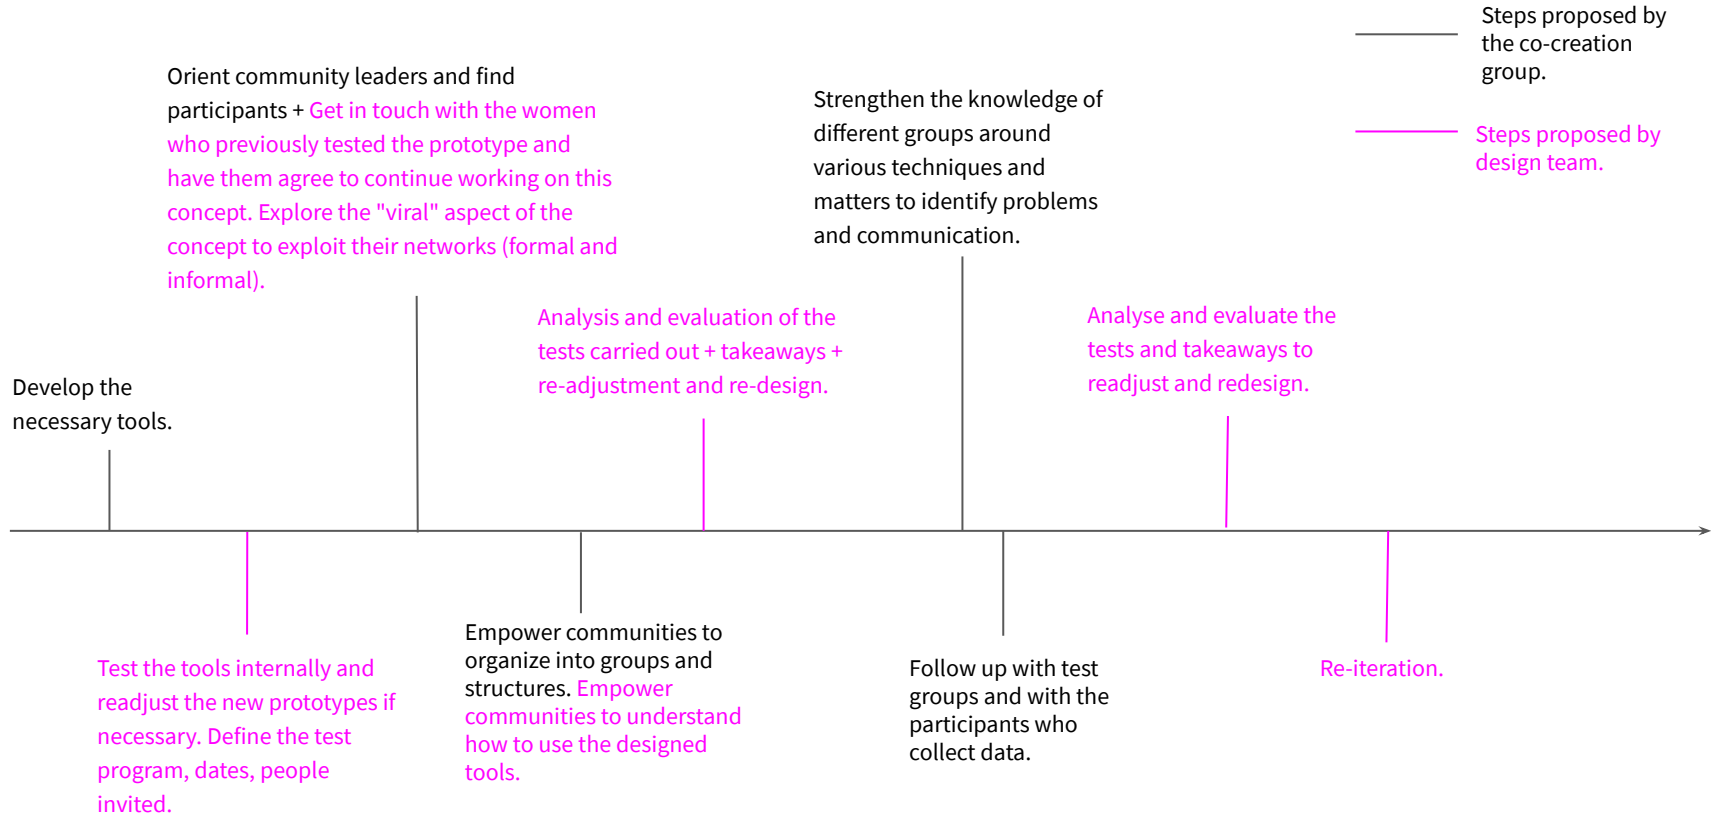 Steps proposed by
the co-creation
group.
Steps proposed by
design team.
Orient community leaders and find
participants + Get in touch with the women
who previously tested the prototype and
have them agree to continue working on this
concept. Explore the "viral" aspect of the
concept to exploit their networks (formal and
informal).
Strengthen the knowledge of
different groups around
various techniques and
matters to identify problems
and communication.
Analysis and evaluation of the
tests carried out + takeaways +
re-adjustment and re-design.
Analyse and evaluate the
tests and takeaways to
readjust and redesign.
Develop the
necessary tools.
Test the tools internally and
readjust the new prototypes if
necessary. Define the test
program, dates, people
invited.
Empower communities to
organize into groups and
structures. Empower
communities to understand
how to use the designed
tools.
Follow up with test
groups and with the
participants who
collect data.
Re-iteration.